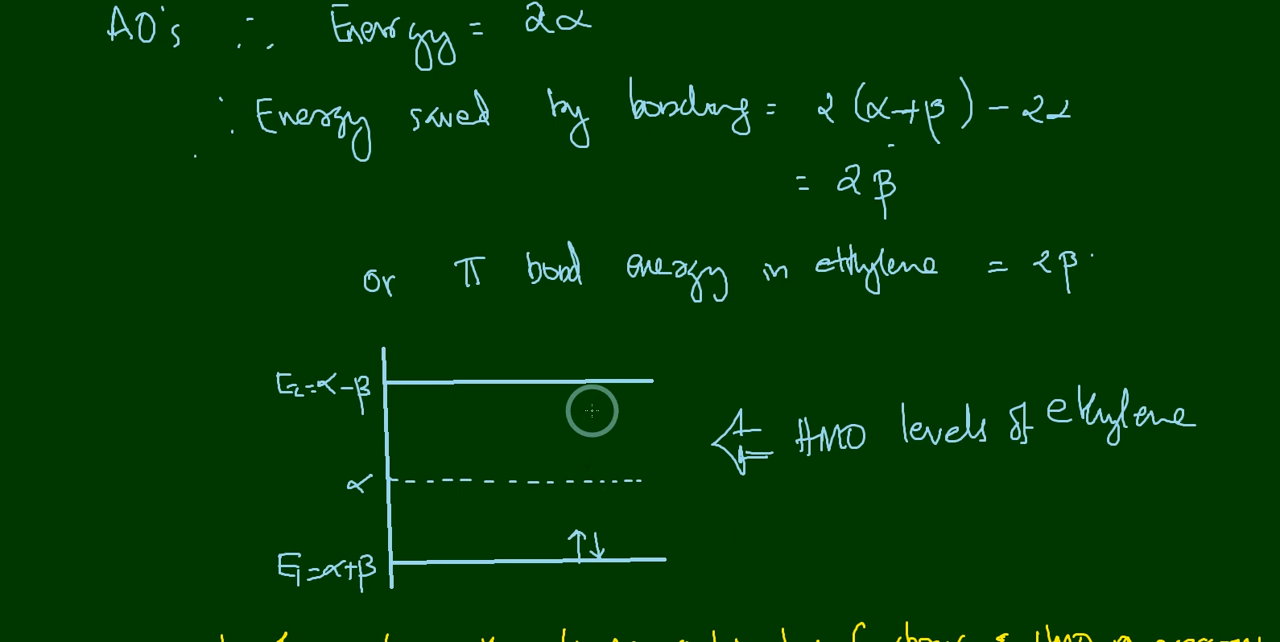 AO's ∴ Energy = 2α
∴ Energy saved by bonding = 2(α+β) - 2α
= 2β
or π bond energy in ethylene = 2β.
E₂=α-β
⇐ HMO levels of ethylene
α
↑↓
E₁=α+β